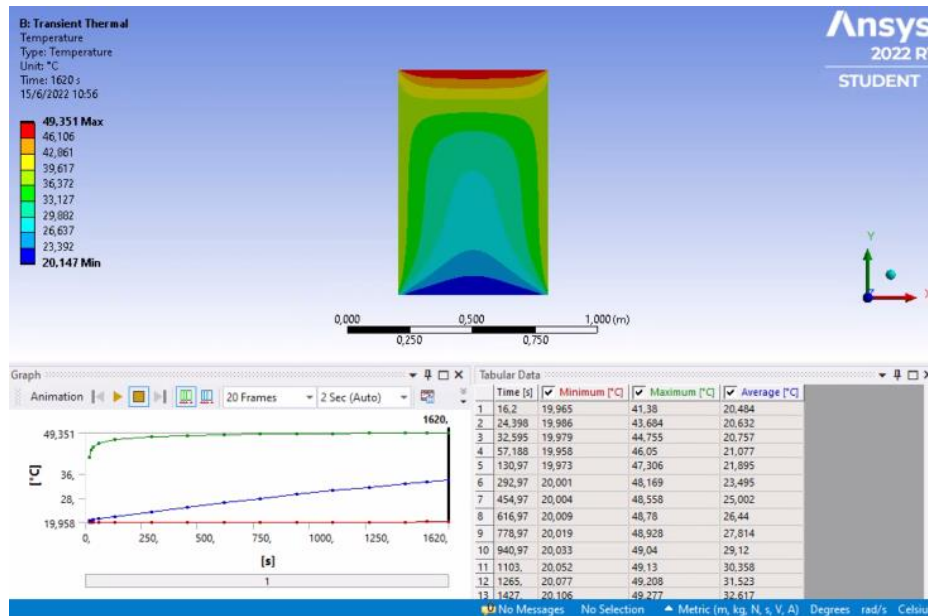 B: Transient Thermal
Temperature
Type: Temperature
Unit: °C
Time: 1620 s
15/6/2022 10:56
49,351 Max
46,106
42,861
39,617
36,372
33,127
29,882
26,637
23,392
20,147 Min
Ansys
2022 R
STUDENT
Y
X
0,000 0,500 1,000 (m)
0,250 0,750
Graph
Animation 20 Frames 2 Sec (Auto)
1620,
49,351
36,
28,
19,958
[°C]
0, 250, 500, 750, 1000, 1250, 1620,
[s]
1
Tabular Data
Time [s] Minimum [°C] Maximum [°C] Average [°C]
1 16,2 19,965 41,38 20,484
2 24,398 19,986 43,684 20,632
3 32,595 19,979 44,755 20,757
4 57,188 19,958 46,05 21,077
5 130,97 19,973 47,306 21,895
6 292,97 20,001 48,169 23,495
7 454,97 20,004 48,558 25,002
8 616,97 20,009 48,78 26,44
9 778,97 20,019 48,928 27,814
10 940,97 20,033 49,04 29,12
11 1103, 20,052 49,13 30,358
12 1265, 20,077 49,208 31,523
13 1427, 20,106 49,277 32,617
No Messages No Selection Metric (m, kg, N, s, V, A) Degrees rad/s Celsiu